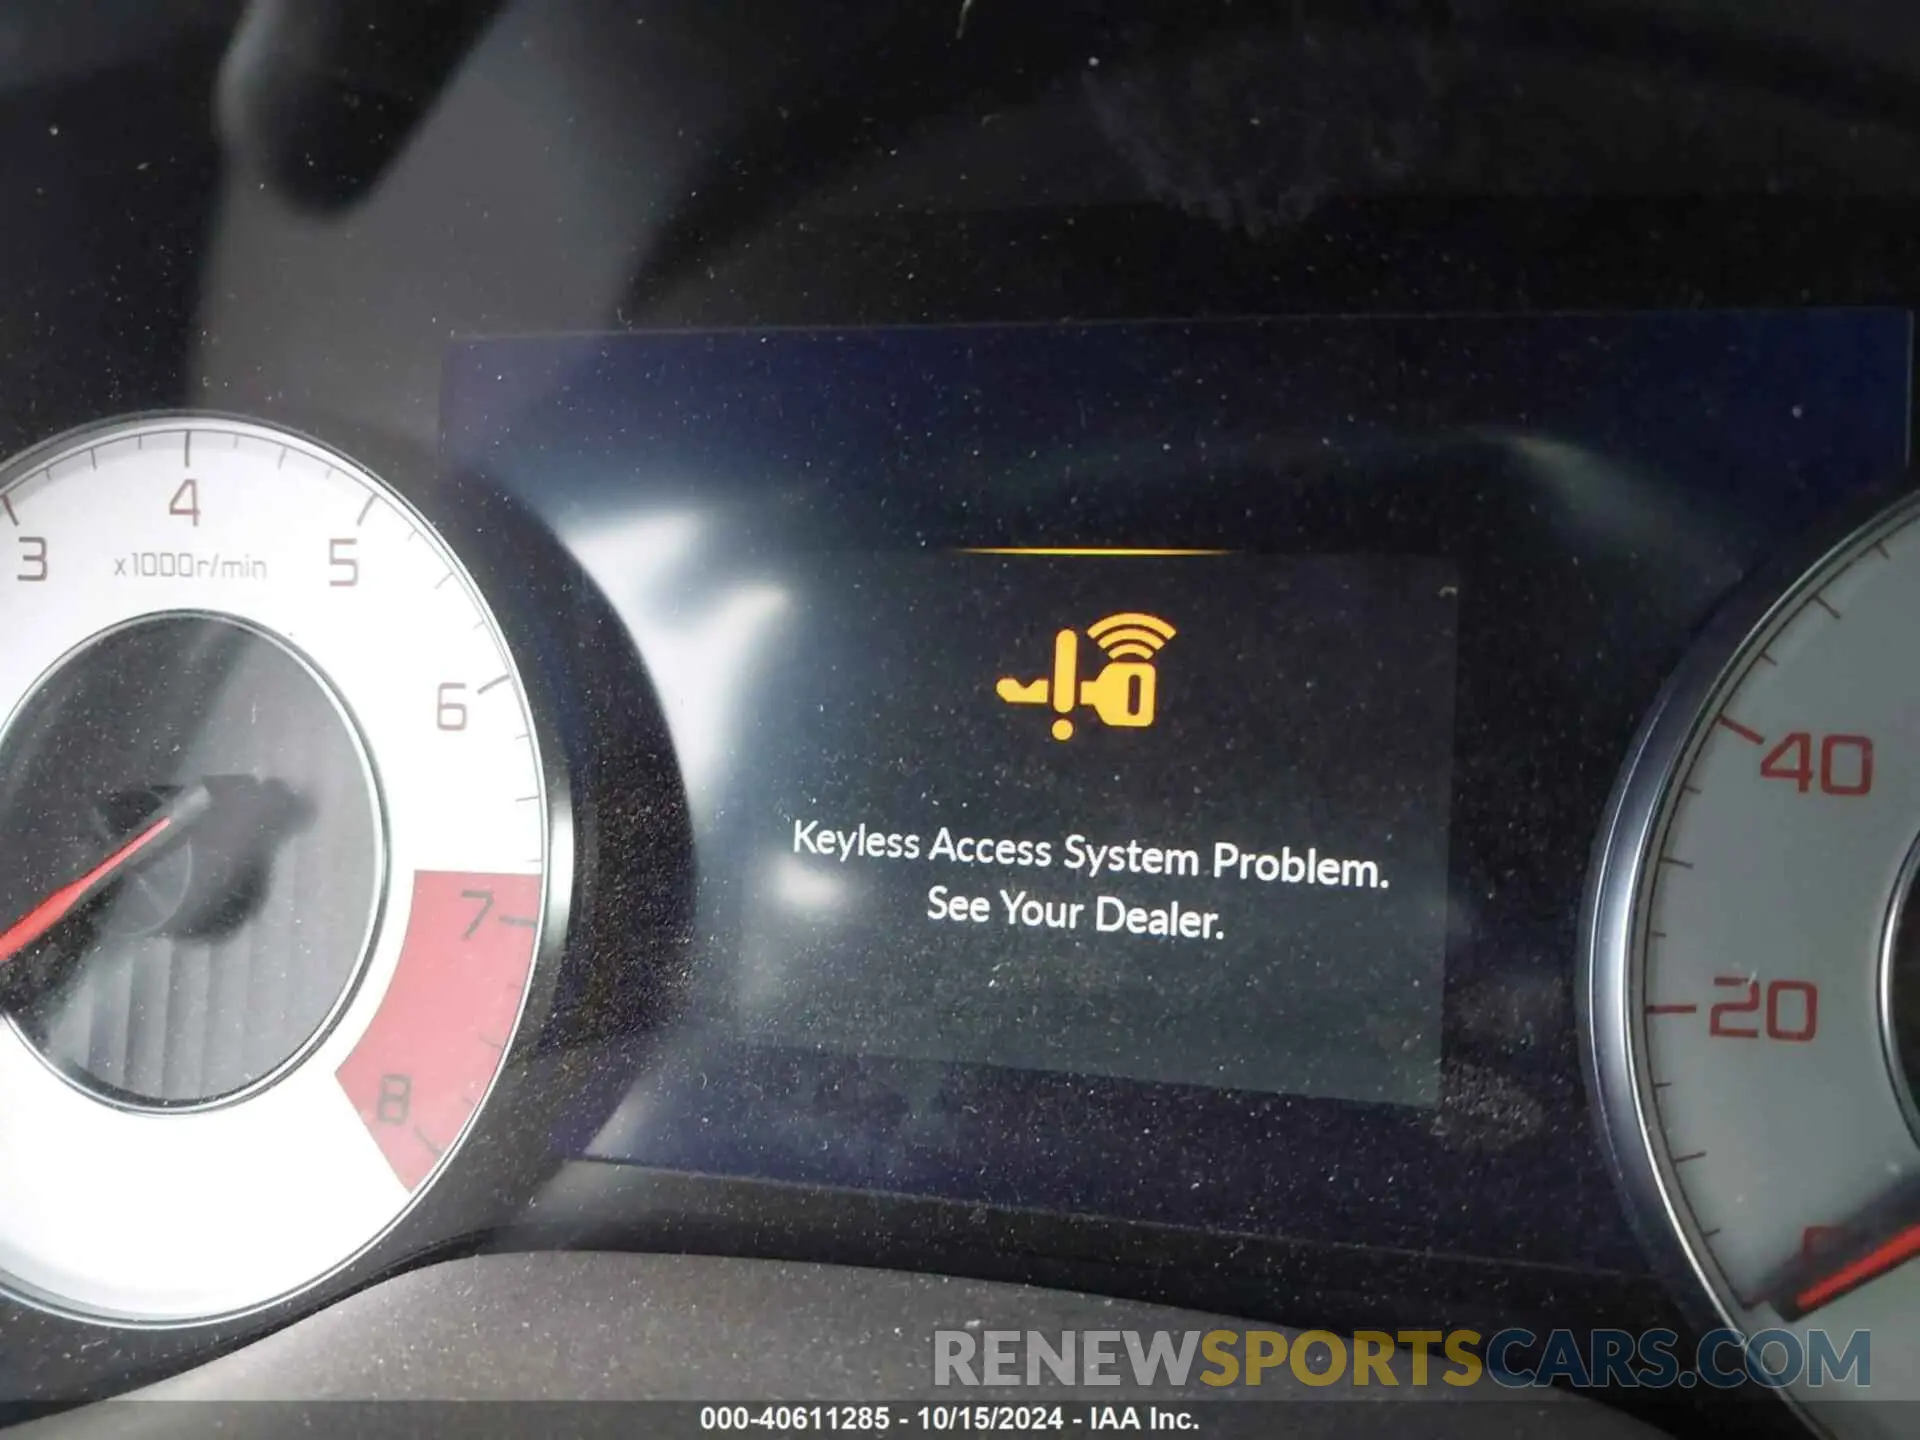 3
4
5
x1000r/min
6
7
8
Keyless Access System Problem.
See Your Dealer.
40
20
RENEWSPORTSCARS.COM
000-40611285 - 10/15/2024 - IAA Inc.